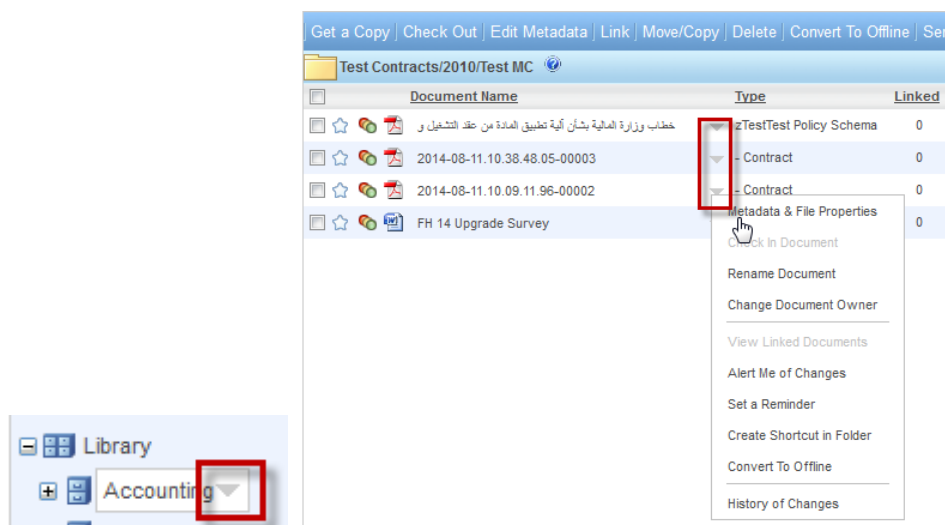 Get a Copy Check Out Edit Metadata Link Move/Copy Delete Convert To Offline Ser
Test Contracts/2010/Test MC
Document Name Type Linked
خطاب وزارة المالية بشأن آلية تطبيق المادة من عقد التشغيل و zTestTest Policy Schema 0
2014-08-11.10.38.48.05-00003 - Contract 0
2014-08-11.10.09.11.96-00002 - Contract 0
FH 14 Upgrade Survey 0
Metadata & File Properties
Check In Document
Rename Document
Change Document Owner
View Linked Documents
Alert Me of Changes
Set a Reminder
Create Shortcut in Folder
Convert To Offline
History of Changes
Library
Accounting